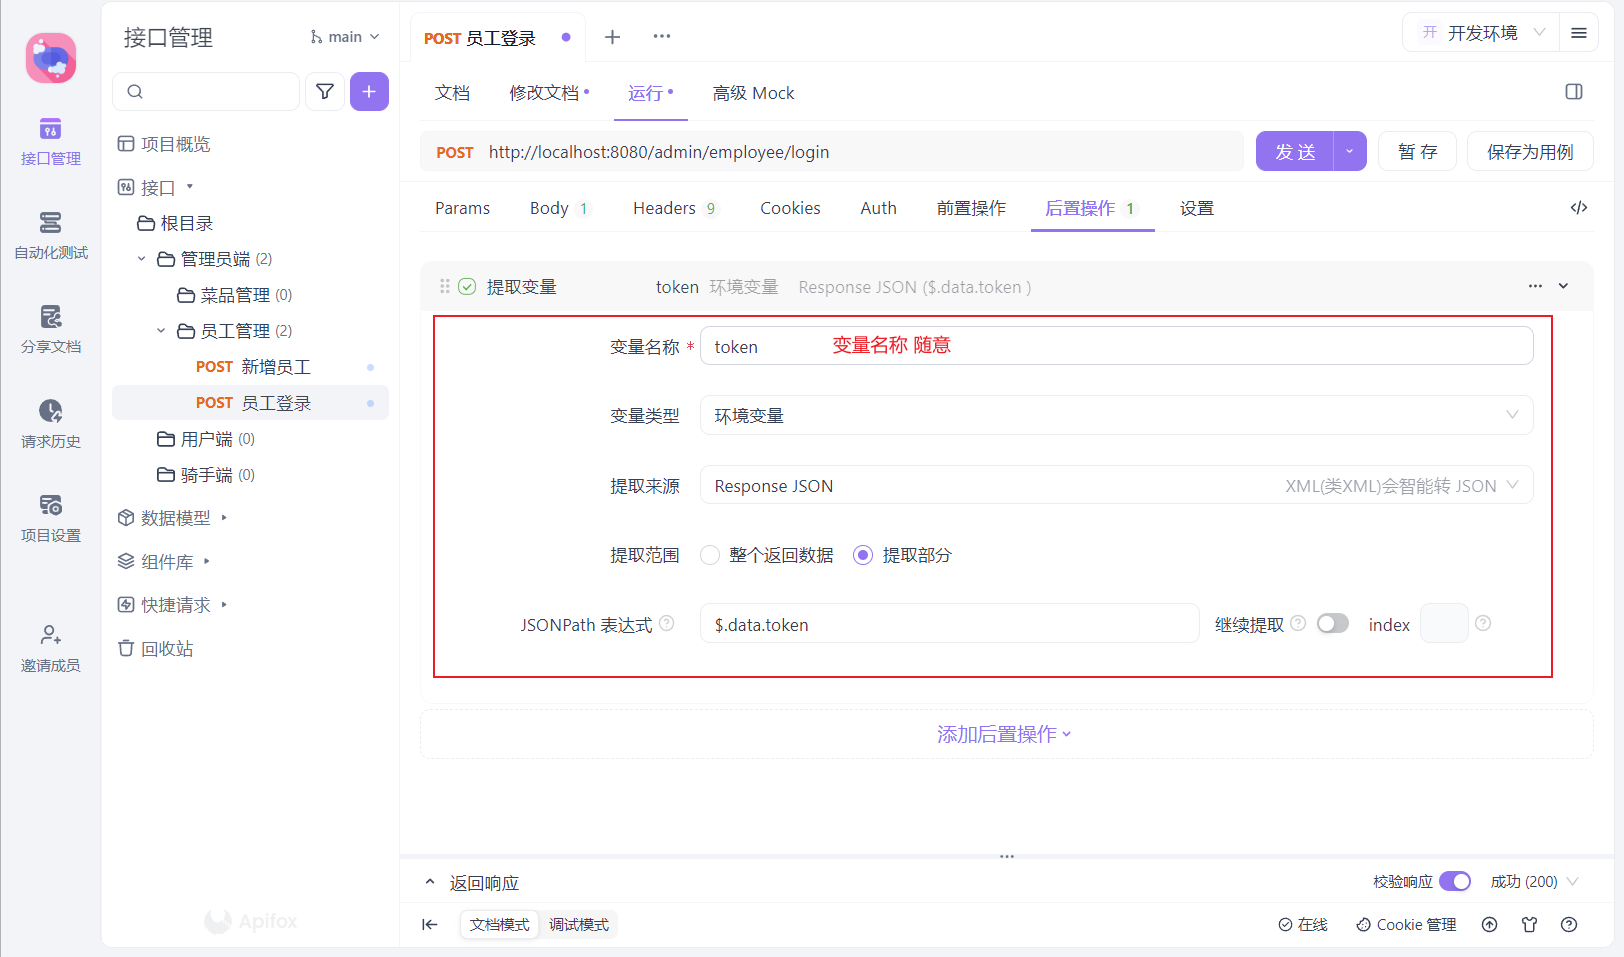 接口管理
自动化测试
分享文档
请求历史
项目设置
邀请成员
接口管理
main
项目概览
接口
根目录
管理员端 (2)
菜品管理 (0)
员工管理 (2)
POST 新增员工
POST 员工登录
用户端 (0)
骑手端 (0)
数据模型
组件库
快捷请求
回收站
Apifox
POST 员工登录
开 开发环境
文档 修改文档 运行 高级 Mock
POST http://localhost:8080/admin/employee/login
发 送 暂 存 保存为用例
Params Body 1 Headers 9 Cookies Auth 前置操作 后置操作 1 设置
提取变量 token 环境变量 Response JSON ($.data.token )
变量名称 * token 变量名称 随意
变量类型 环境变量
提取来源 Response JSON XML(类XML)会智能转 JSON
提取范围 整个返回数据 提取部分
JSONPath 表达式 $.data.token 继续提取 index
添加后置操作
返回响应 校验响应 成功 (200)
文档模式 调试模式 在线 Cookie 管理